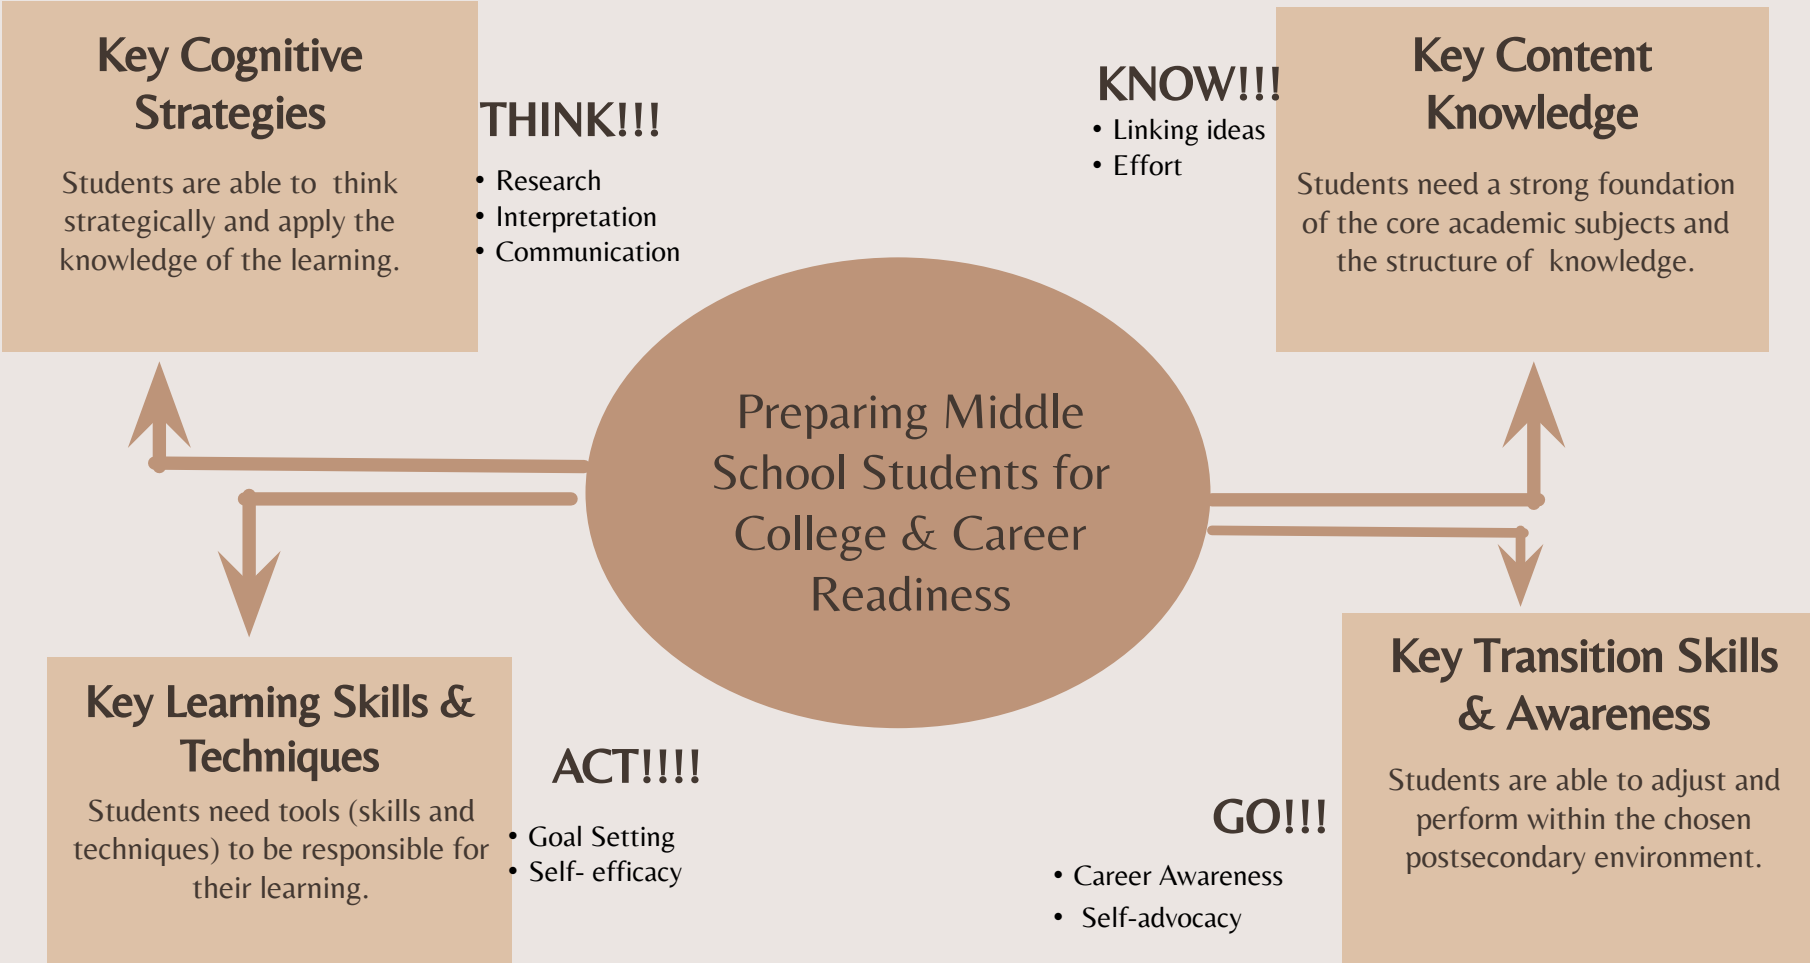 Key Cognitive
Strategies
Students are able to  think
strategically and apply the
knowledge of the learning.
THINK!!!
• Research
• Interpretation
• Communication
KNOW!!!
• Linking ideas
• Effort
Key Content
Knowledge
Students need a strong foundation
of the core academic subjects and
the structure of  knowledge.
Preparing Middle
School Students for
College & Career
Readiness
Key Learning Skills &
Techniques
Students need tools (skills and
techniques) to be responsible for
their learning.
ACT!!!!
• Goal Setting
• Self- efficacy
GO!!!
• Career Awareness
• Self-advocacy
Key Transition Skills
& Awareness
Students are able to adjust and
perform within the chosen
postsecondary environment.